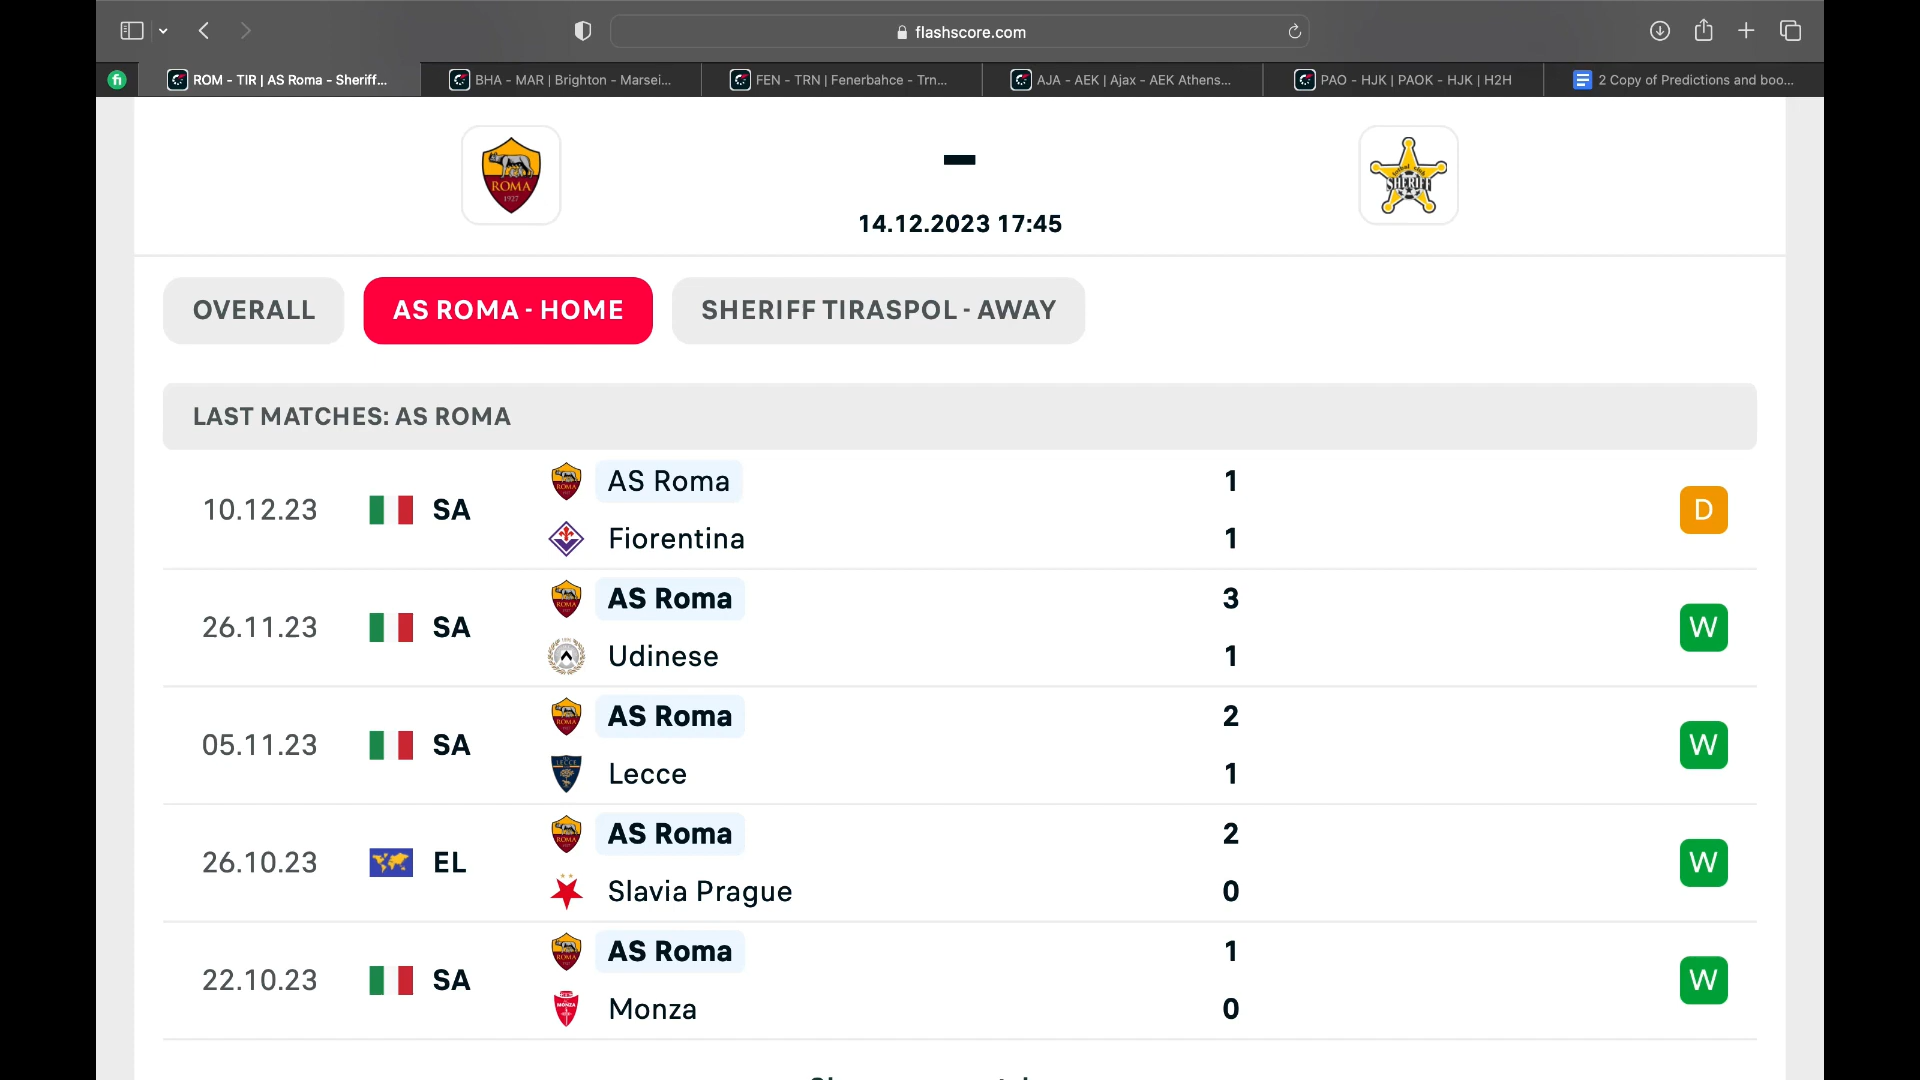 flashscore.com
ROM - TIR | AS Roma - Sheriff...
BHA - MAR | Brighton - Marsei...
FEN - TRN | Fenerbahce - Trn...
AJA - AEK | Ajax - AEK Athens...
PAO - HJK | PAOK - HJK | H2H
2 Copy of Predictions and boo...
ROMA
1927
SHERIFF
14.12.2023 17:45
OVERALL
AS ROMA - HOME
SHERIFF TIRASPOL - AWAY
LAST MATCHES: AS ROMA
10.12.23 SA AS Roma 1 D
Fiorentina 1
26.11.23 SA AS Roma 3 W
Udinese 1
05.11.23 SA AS Roma 2 W
Lecce 1
26.10.23 EL AS Roma 2 W
Slavia Prague 0
22.10.23 SA AS Roma 1 W
Monza 0